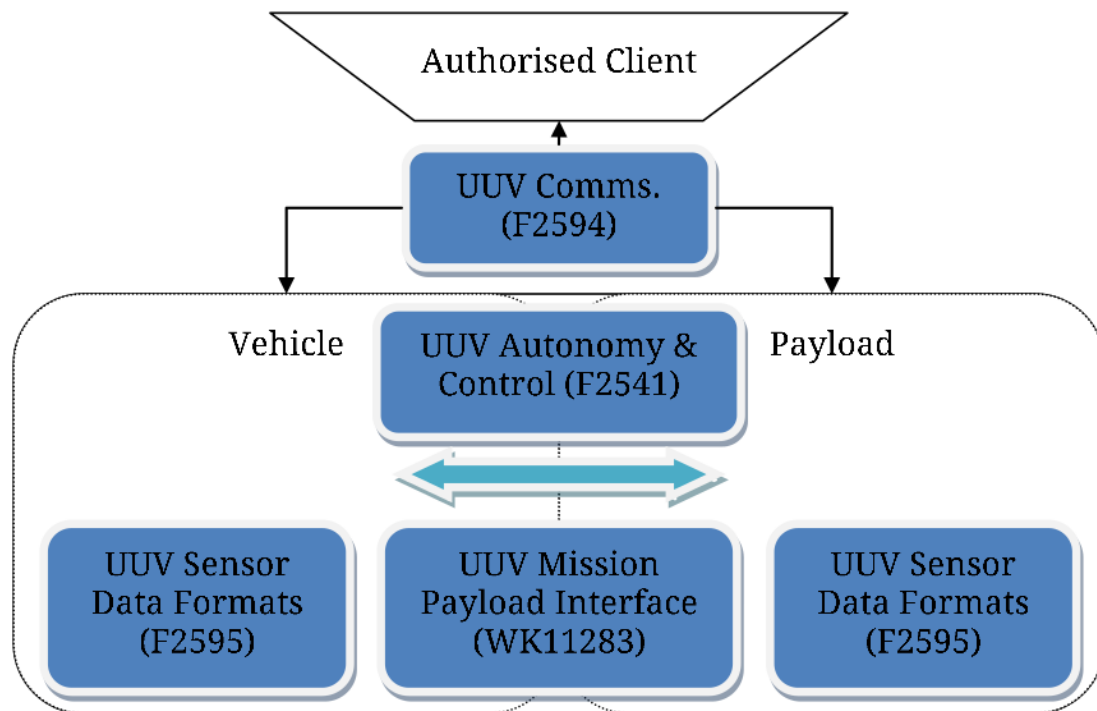 Authorised Client
UUV Comms.
(F2594)
Vehicle
UUV Autonomy &
Control (F2541)
Payload
UUV Sensor
Data Formats
(F2595)
UUV Mission
Payload Interface
(WK11283)
UUV Sensor
Data Formats
(F2595)